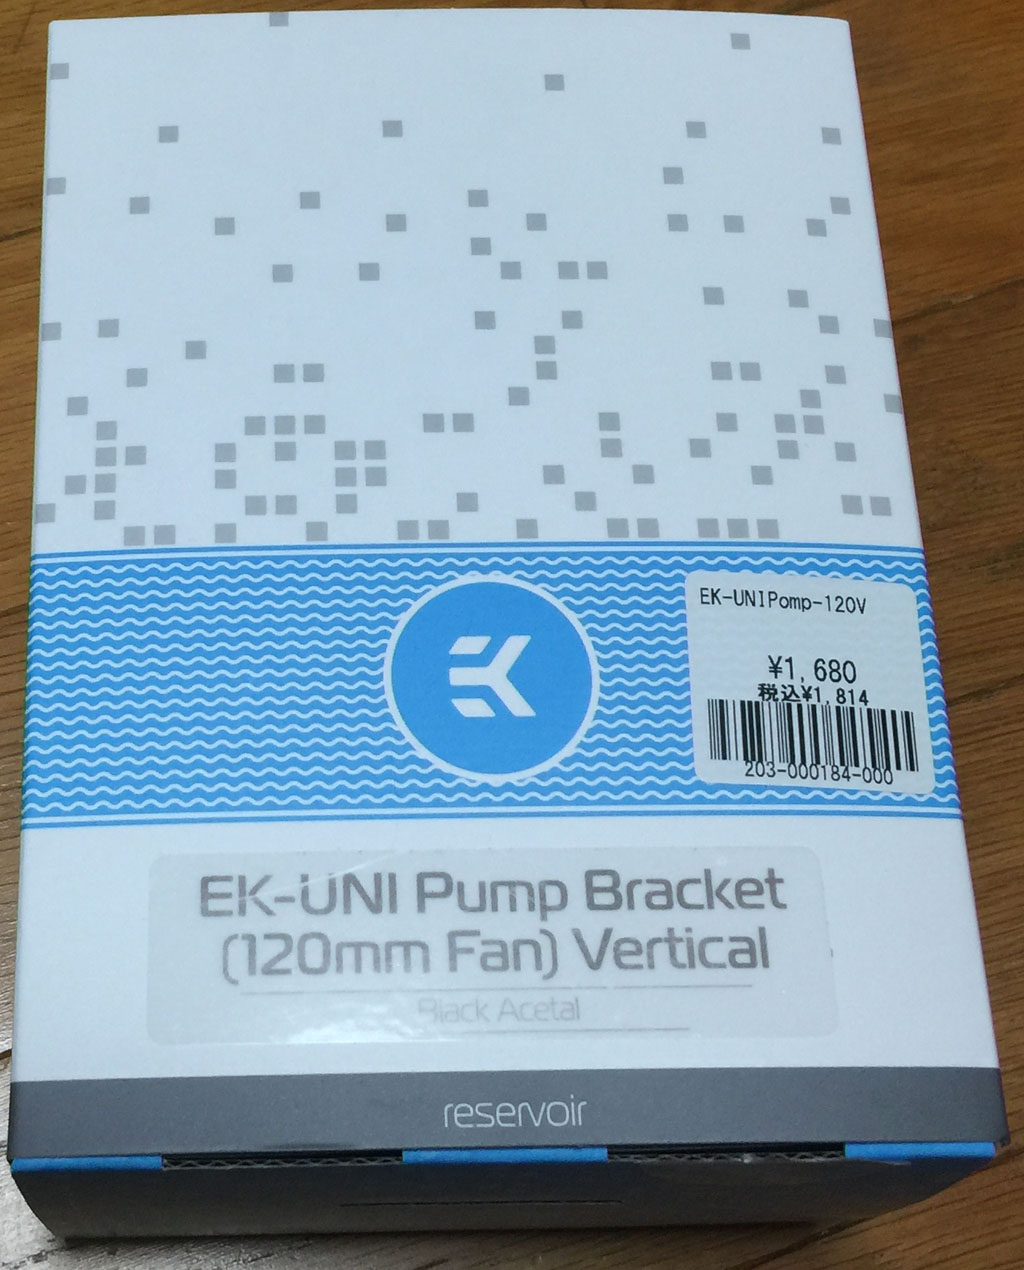 EK
EK-UNIPomp-120V
¥1,680
税込¥1,814
203-000184-000
EK-UNI Pump Bracket
(120mm Fan) Vertical
Black Acetal
reservoir